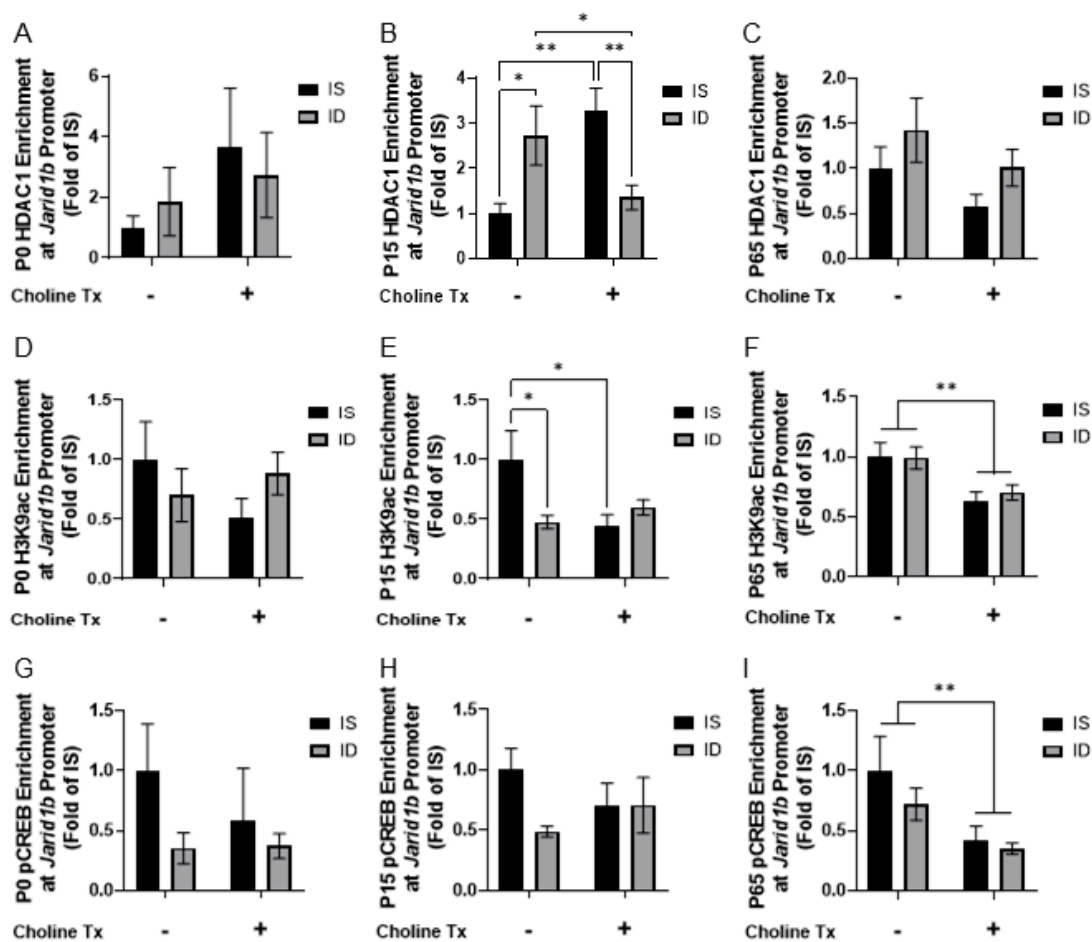 A
P0 HDAC1 Enrichment
at Jarid1b Promoter
(Fold of IS)
6
4
2
0
IS
ID
Choline Tx
-
+
B
P15 HDAC1 Enrichment
at Jarid1b Promoter
(Fold of IS)
4
3
2
1
0
*
**
**
*
IS
ID
Choline Tx
-
+
C
P65 HDAC1 Enrichment
at Jarid1b Promoter
(Fold of IS)
2.0
1.5
1.0
0.5
0.0
IS
ID
Choline Tx
-
+
D
P0 H3K9ac Enrichment
at Jarid1b Promoter
(Fold of IS)
1.5
1.0
0.5
0.0
IS
ID
Choline Tx
-
+
E
P15 H3K9ac Enrichment
at Jarid1b Promoter
(Fold of IS)
1.5
1.0
0.5
0.0
*
*
IS
ID
Choline Tx
-
+
F
P65 H3K9ac Enrichment
at Jarid1b Promoter
(Fold of IS)
1.5
1.0
0.5
0.0
**
IS
ID
Choline Tx
-
+
G
P0 pCREB Enrichment
at Jarid1b Promoter
(Fold of IS)
1.5
1.0
0.5
0.0
IS
ID
Choline Tx
-
+
H
P15 pCREB Enrichment
at Jarid1b Promoter
(Fold of IS)
1.5
1.0
0.5
0.0
IS
ID
Choline Tx
-
+
I
P65 pCREB Enrichment
at Jarid1b Promoter
(Fold of IS)
1.5
1.0
0.5
0.0
**
IS
ID
Choline Tx
-
+